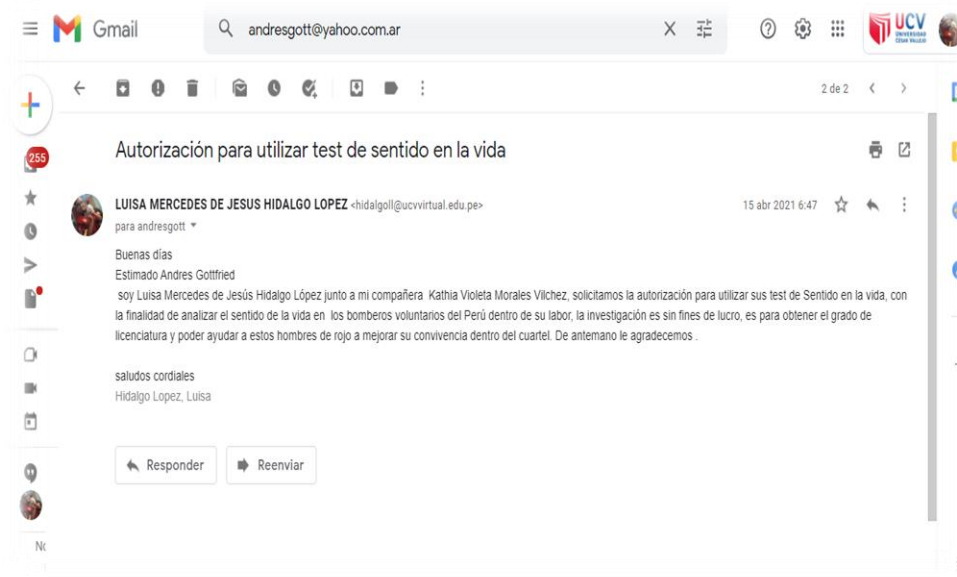 Gmail
andresgott@yahoo.com.ar
UCV
UNIVERSIDAD
CÉSAR VALLEJO
2 de 2
255
Autorización para utilizar test de sentido en la vida
LUISA MERCEDES DE JESUS HIDALGO LOPEZ <hidalgoll@ucvvirtual.edu.pe>
15 abr 2021 6:47
para andresgott
Buenas días
Estimado Andres Gottfried
soy Luisa Mercedes de Jesús Hidalgo López junto a mi compañera Kathia Violeta Morales Vilchez, solicitamos la autorización para utilizar sus test de Sentido en la vida, con
la finalidad de analizar el sentido de la vida en los bomberos voluntarios del Perú dentro de su labor, la investigación es sin fines de lucro, es para obtener el grado de
licenciatura y poder ayudar a estos hombres de rojo a mejorar su convivencia dentro del cuartel. De antemano le agradecemos .
saludos cordiales
Hidalgo Lopez, Luisa
Responder
Reenviar